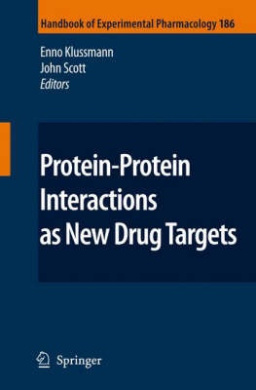 Handbook of Experimental Pharmacology 186
Enno Klussmann
John Scott
Editors
Protein-Protein
Interactions
as New Drug Targets
Springer